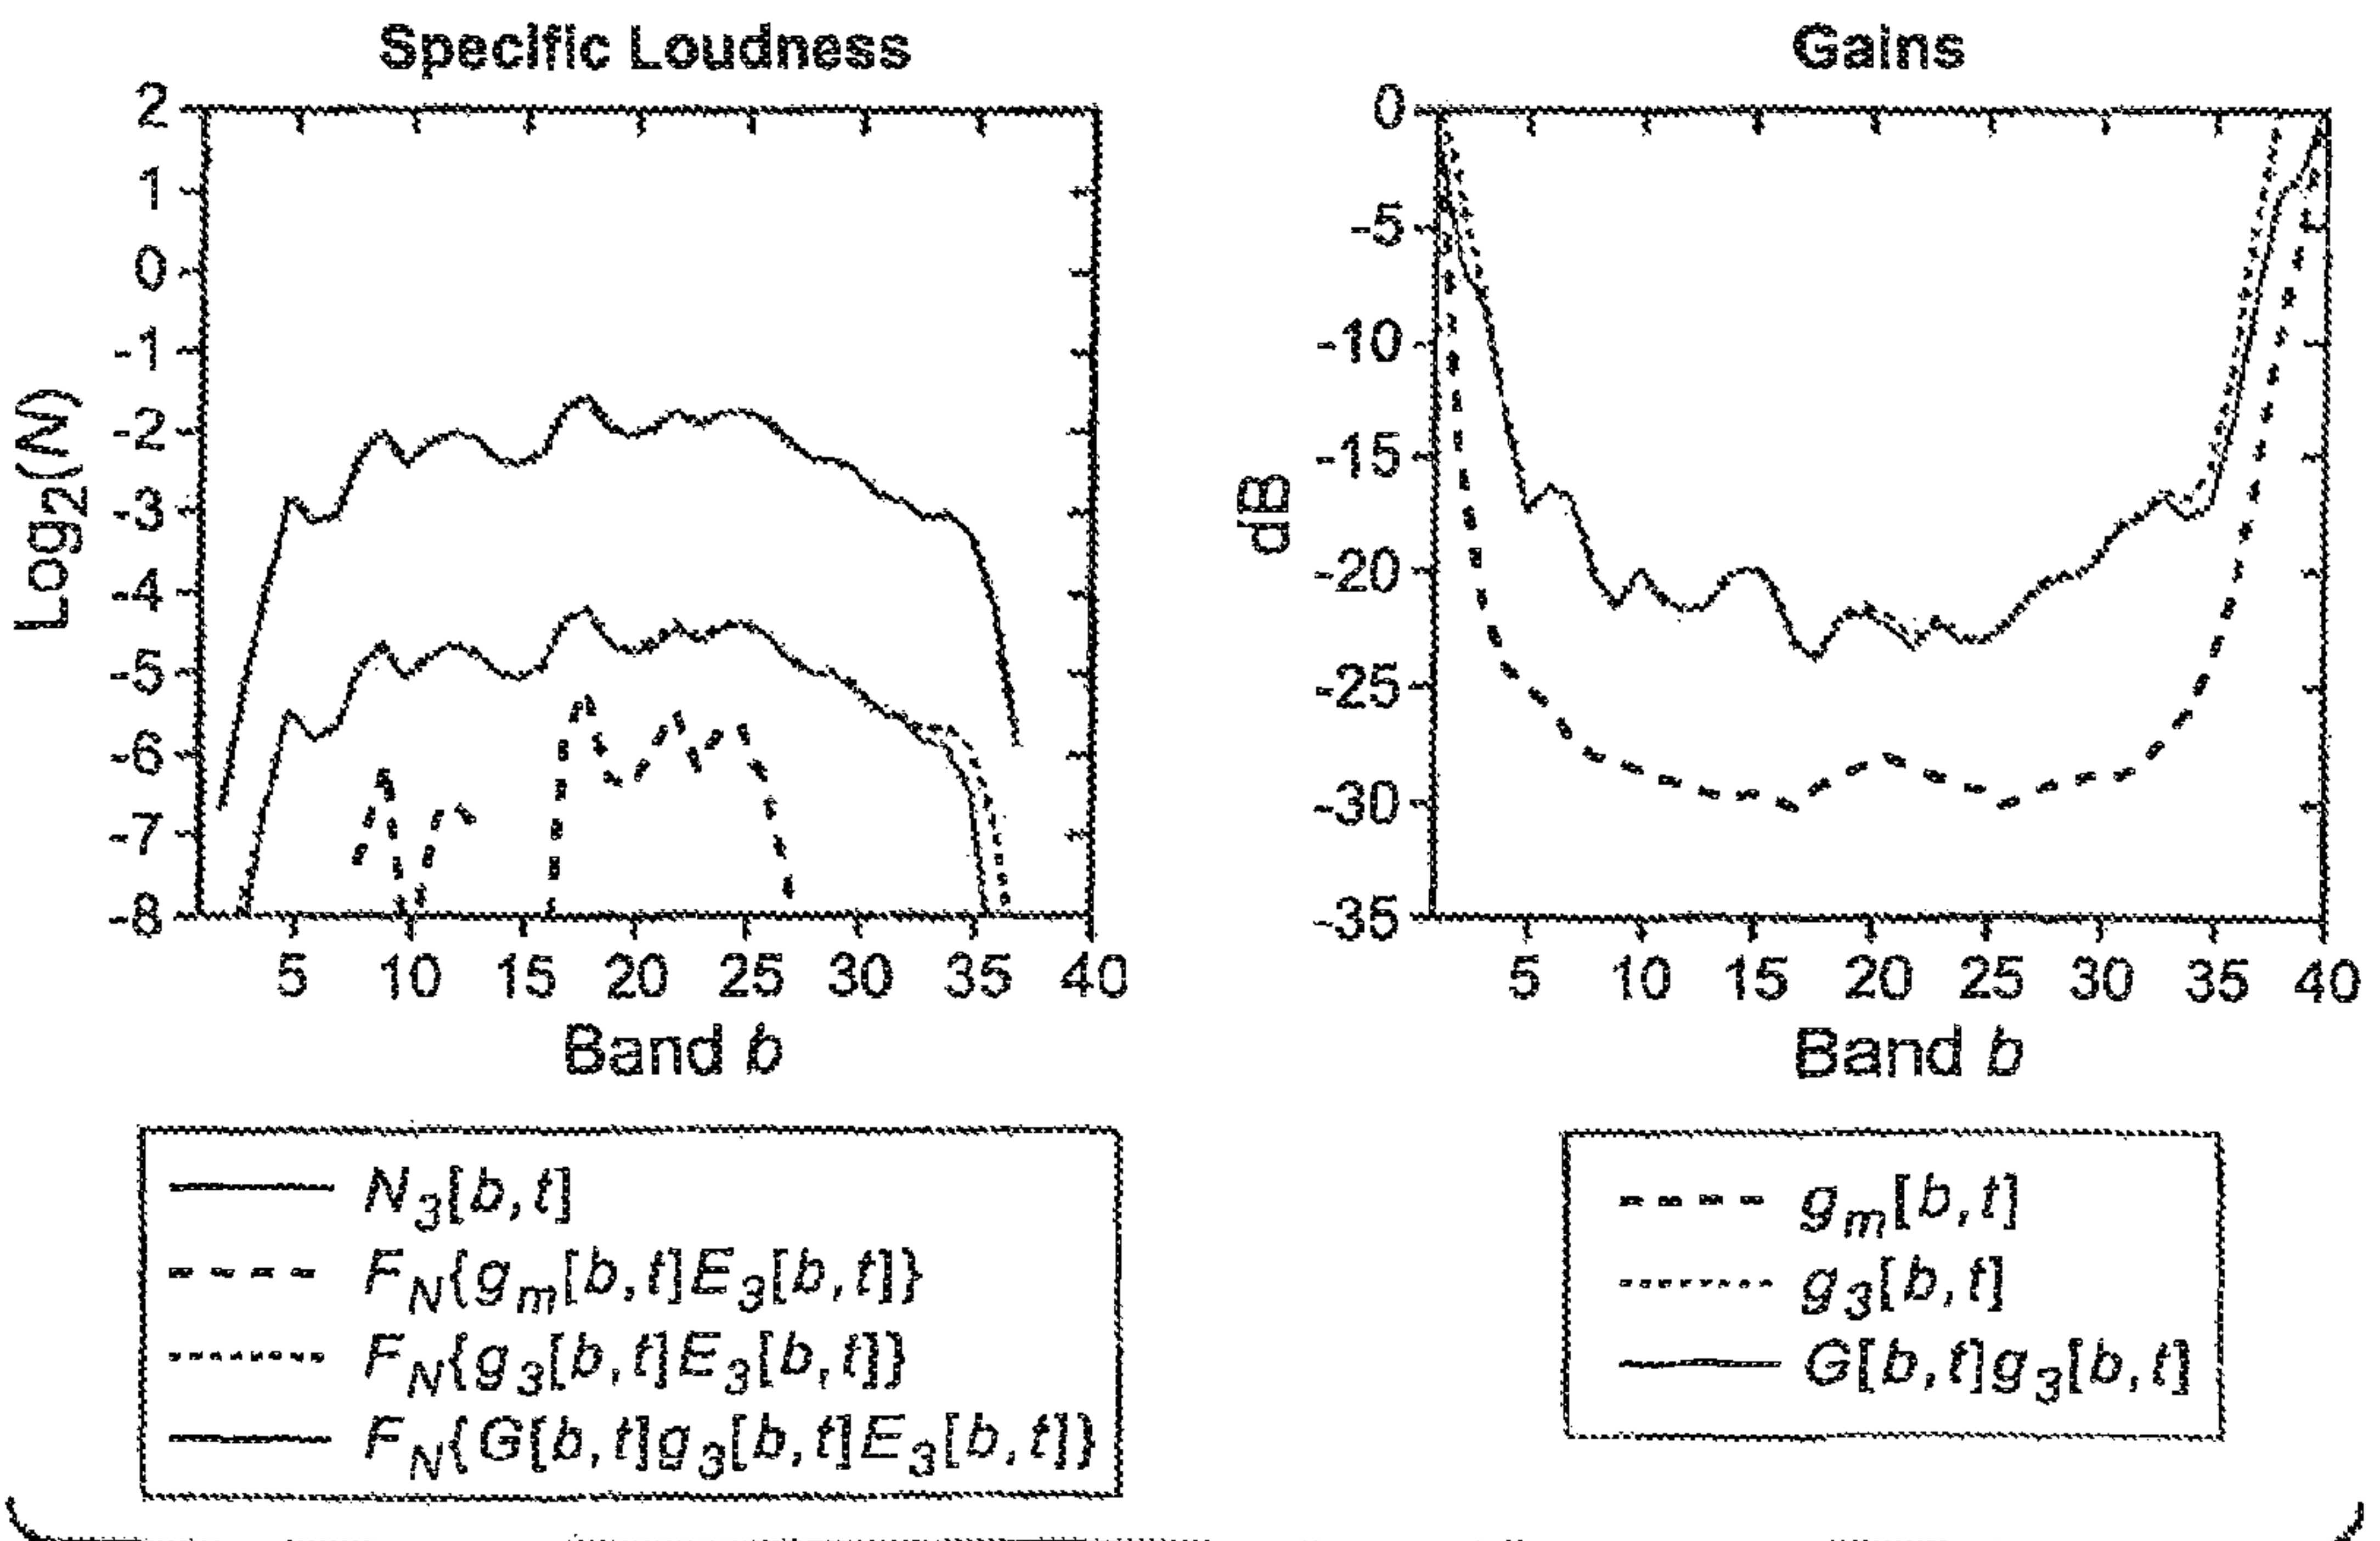 Specific Loudness
2
1
0
-1
-2
-3
-4
-5
-6
-7
-8
Log2(N)
5 10 15 20 25 30 35 40
Band b
N3[b,t]
FN{gm[b,t]E3[b,t]}
FN{g3[b,t]E3[b,t]}
FN{G[b,t]g3[b,t]E3[b,t]}
Gains
0
-5
-10
-15
-20
-25
-30
-35
dB
5 10 15 20 25 30 35 40
Band b
gm[b,t]
g3[b,t]
G[b,t]g3[b,t]